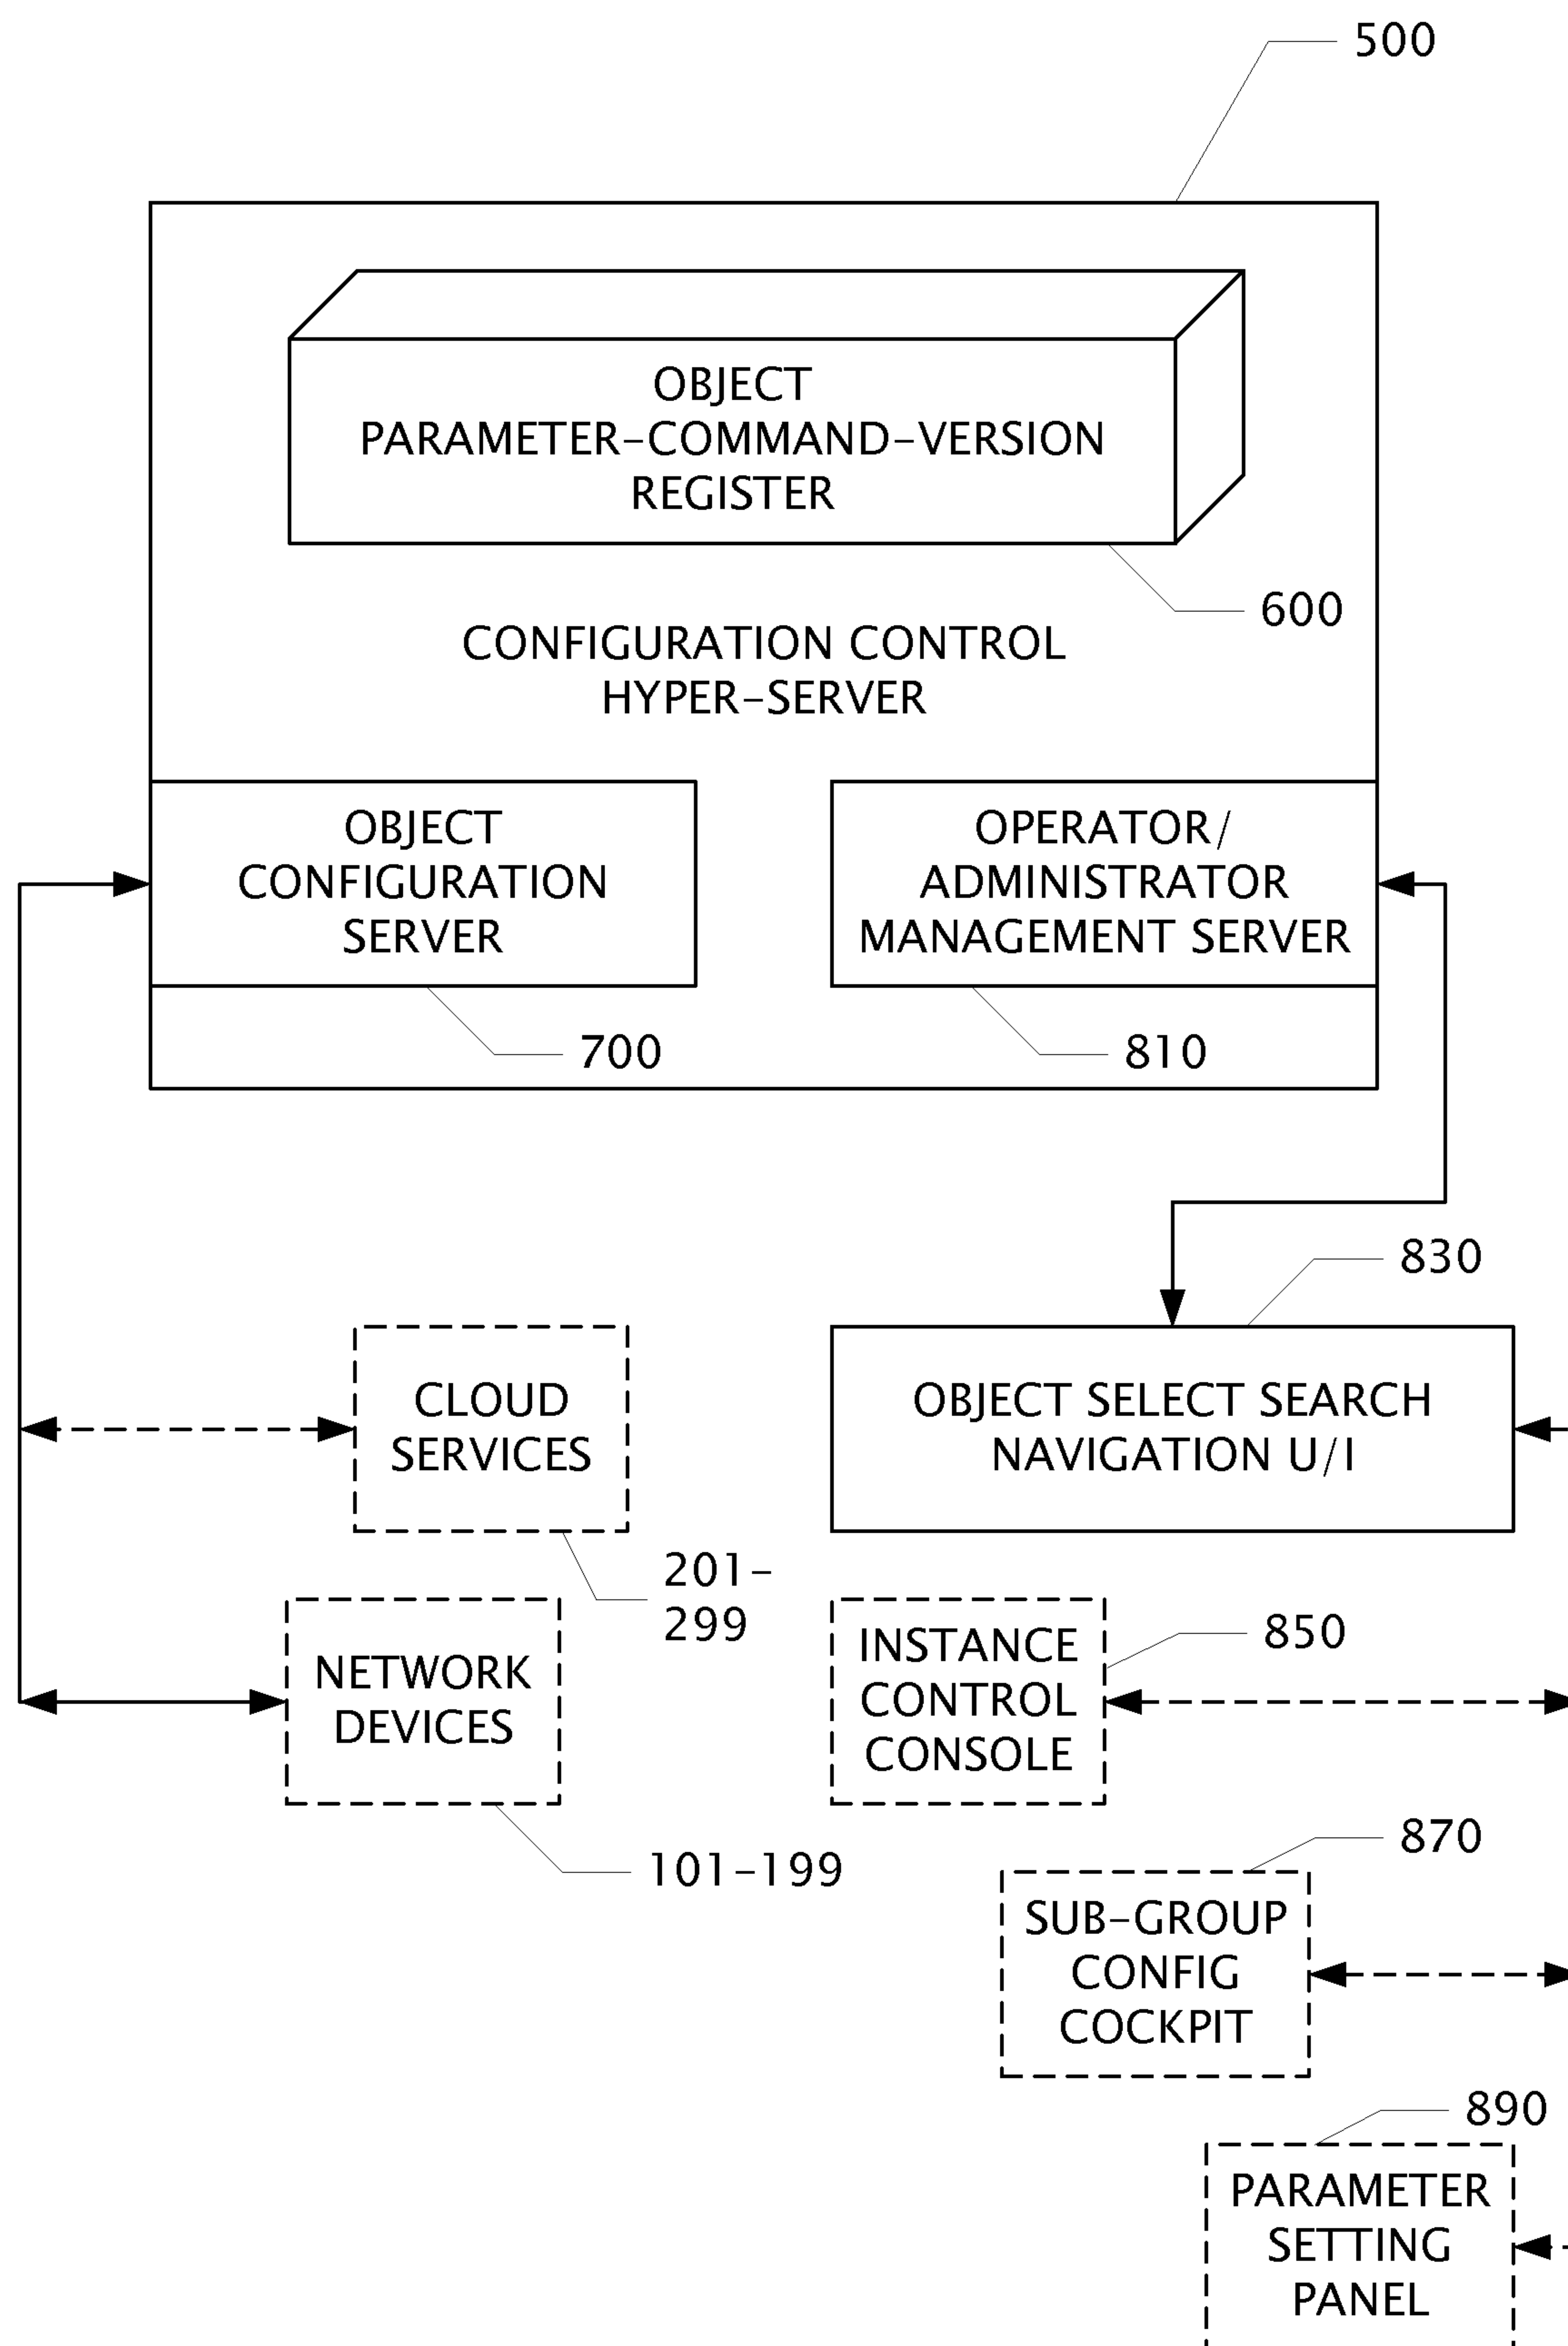 500
OBJECT
PARAMETER-COMMAND-VERSION
REGISTER
600
CONFIGURATION CONTROL
HYPER-SERVER
OBJECT
CONFIGURATION
SERVER
700
OPERATOR/
ADMINISTRATOR
MANAGEMENT SERVER
810
830
CLOUD
SERVICES
201-
299
OBJECT SELECT SEARCH
NAVIGATION U/I
NETWORK
DEVICES
101-199
INSTANCE
CONTROL
CONSOLE
850
870
SUB-GROUP
CONFIG
COCKPIT
890
PARAMETER
SETTING
PANEL